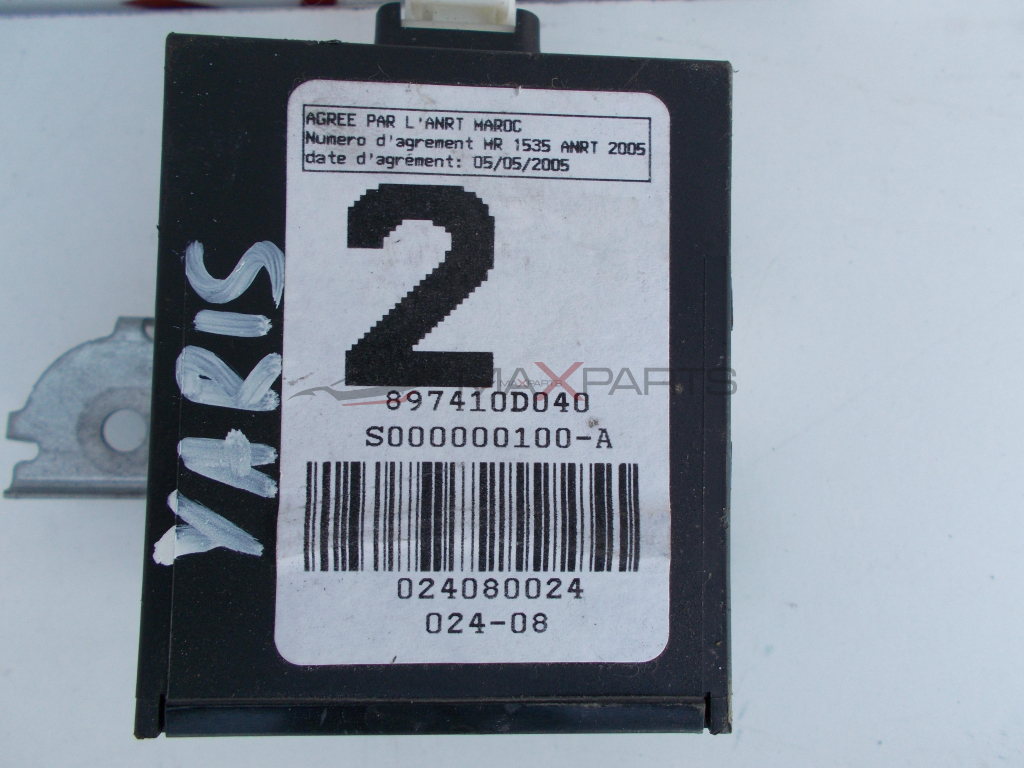 AGREE PAR L'ANRT MAROC
Numero d'agrement MR 1535 ANRT 2005
date d'agrément: 05/05/2005
2
MAXPARTS
MAXPARTS
897410D040
S000000100-A
024080024
024-08
YARIS